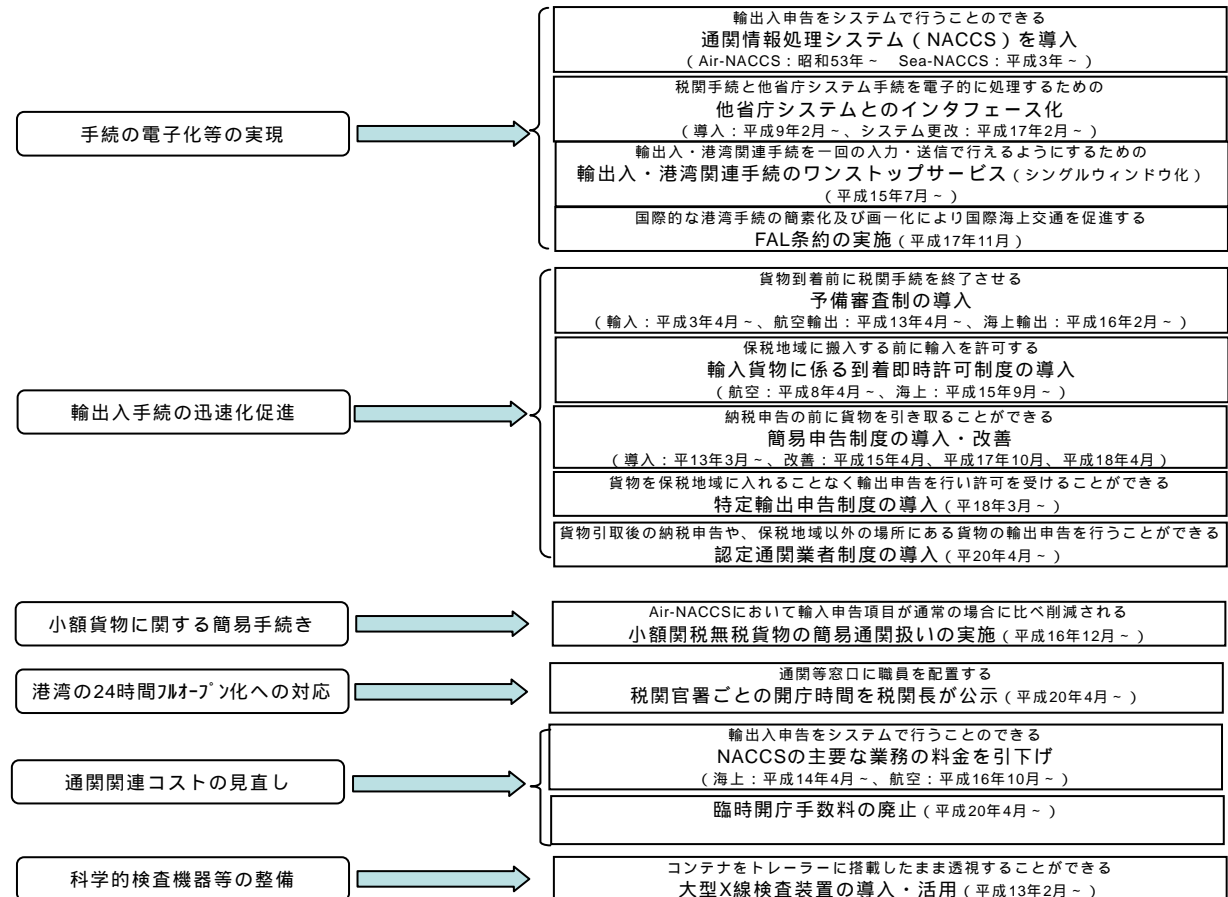 手続の電子化等の実現
輸出入申告をシステムで行うことのできる
通関情報処理システム（NACCS）を導入
（Air-NACCS：昭和53年～　Sea-NACCS：平成3年～）
税関手続と他省庁システム手続を電子的に処理するための
他省庁システムとのインタフェース化
（導入：平成9年2月～、システム更改：平成17年2月～）
輸出入・港湾関連手続を一回の入力・送信で行えるようにするための
輸出入・港湾関連手続のワンストップサービス（シングルウィンドウ化）
（平成15年7月～）
国際的な港湾手続の簡素化及び画一化により国際海上交通を促進する
FAL条約の実施（平成17年11月）
輸出入手続の迅速化促進
貨物到着前に税関手続を終了させる
予備審査制の導入
（輸入：平成3年4月～、航空輸出：平成13年4月～、海上輸出：平成16年2月～）
保税地域に搬入する前に輸入を許可する
輸入貨物に係る到着即時許可制度の導入
（航空：平成8年4月～、海上：平成15年9月～）
納税申告の前に貨物を引き取ることができる
簡易申告制度の導入・改善
（導入：平13年3月～、改善：平成15年4月、平成17年10月、平成18年4月）
貨物を保税地域に入れることなく輸出申告を行い許可を受けることができる
特定輸出申告制度の導入（平18年3月～）
貨物引取後の納税申告や、保税地域以外の場所にある貨物の輸出申告を行うことができる
認定通関業者制度の導入（平20年4月～）
小額貨物に関する簡易手続き
Air-NACCSにおいて輸入申告項目が通常の場合に比べ削減される
小額関税無税貨物の簡易通関扱いの実施（平成16年12月～）
港湾の24時間ﾌﾙｵｰﾌﾟﾝ化への対応
通関等窓口に職員を配置する
税関官署ごとの開庁時間を税関長が公示（平成20年4月～）
通関関連コストの見直し
輸出入申告をシステムで行うことのできる
NACCSの主要な業務の料金を引下げ
（海上：平成14年4月～、航空：平成16年10月～）
臨時開庁手数料の廃止（平成20年4月～）
科学的検査機器等の整備
コンテナをトレーラーに搭載したまま透視することができる
大型X線検査装置の導入・活用（平成13年2月～）